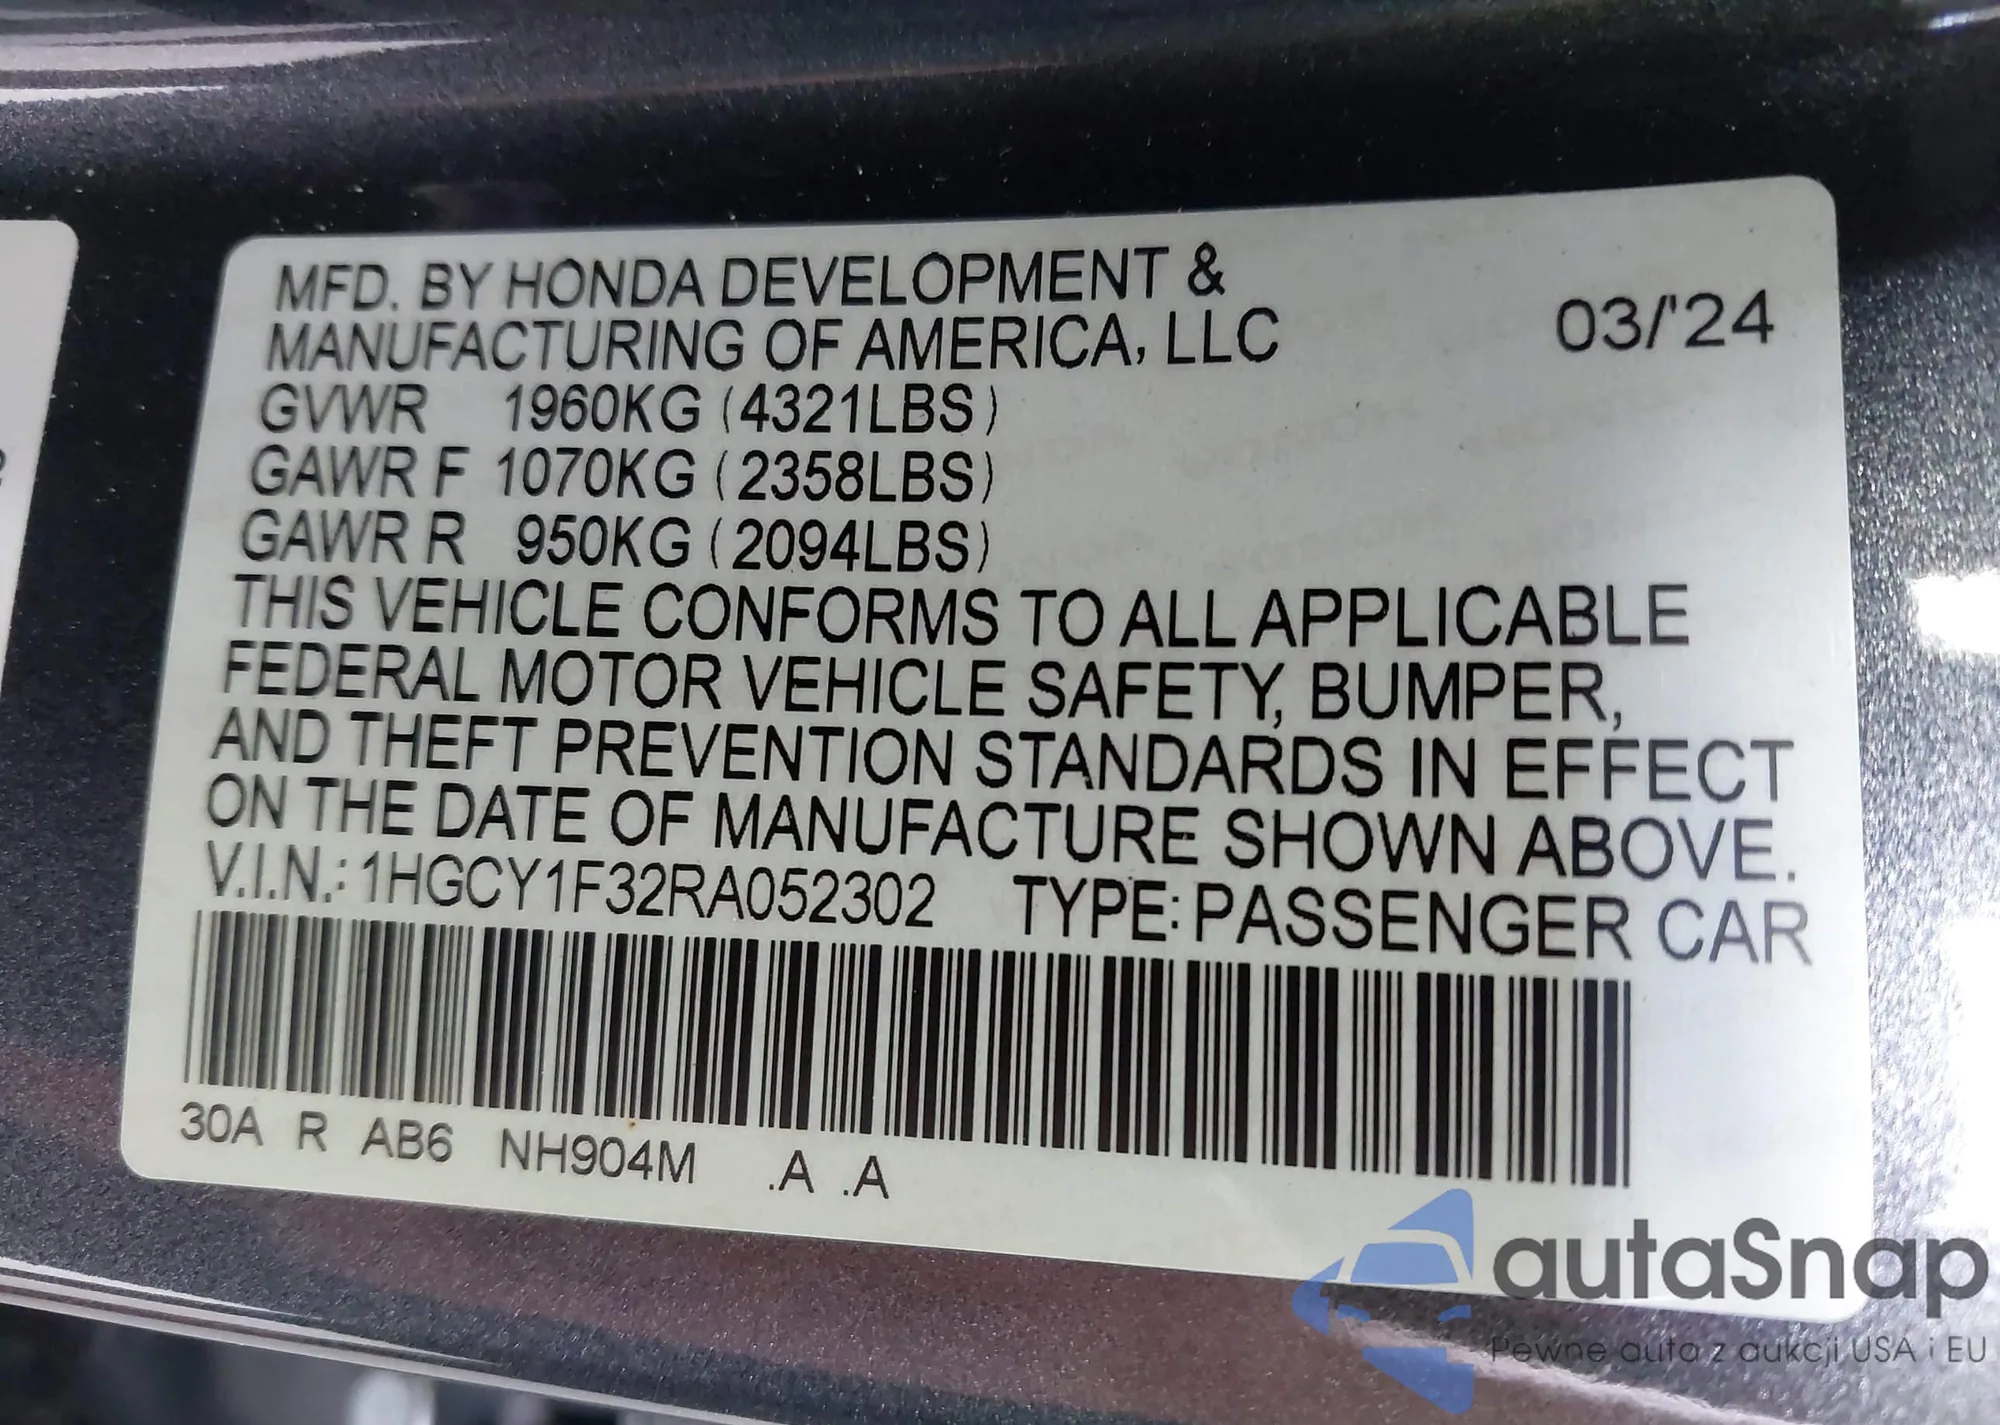 MFD. BY HONDA DEVELOPMENT &
MANUFACTURING OF AMERICA, LLC
03/'24
GVWR 1960KG (4321LBS)
GAWR F 1070KG (2358LBS)
GAWR R 950KG (2094LBS)
THIS VEHICLE CONFORMS TO ALL APPLICABLE
FEDERAL MOTOR VEHICLE SAFETY, BUMPER,
AND THEFT PREVENTION STANDARDS IN EFFECT
ON THE DATE OF MANUFACTURE SHOWN ABOVE.
V.I.N.: 1HGCY1F32RA052302 TYPE: PASSENGER CAR
30A R AB6 NH904M .A .A
autaSnap
Pewne auta z aukcji USA i EU